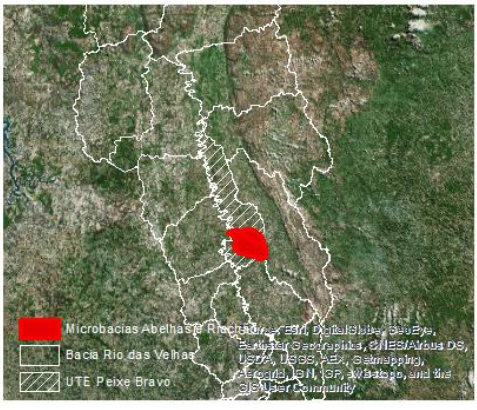 Microbacias Abelhas e Riachão
Bacia Rio das Velhas
UTE Peixe Bravo
Source: Esri, DigitalGlobe, GeoEye,
Earthstar Geographics, CNES/Airbus DS,
USDA, USGS, AEX, Getmapping,
Aerogrid, IGN, IGP, swisstopo, and the
GIS User Community